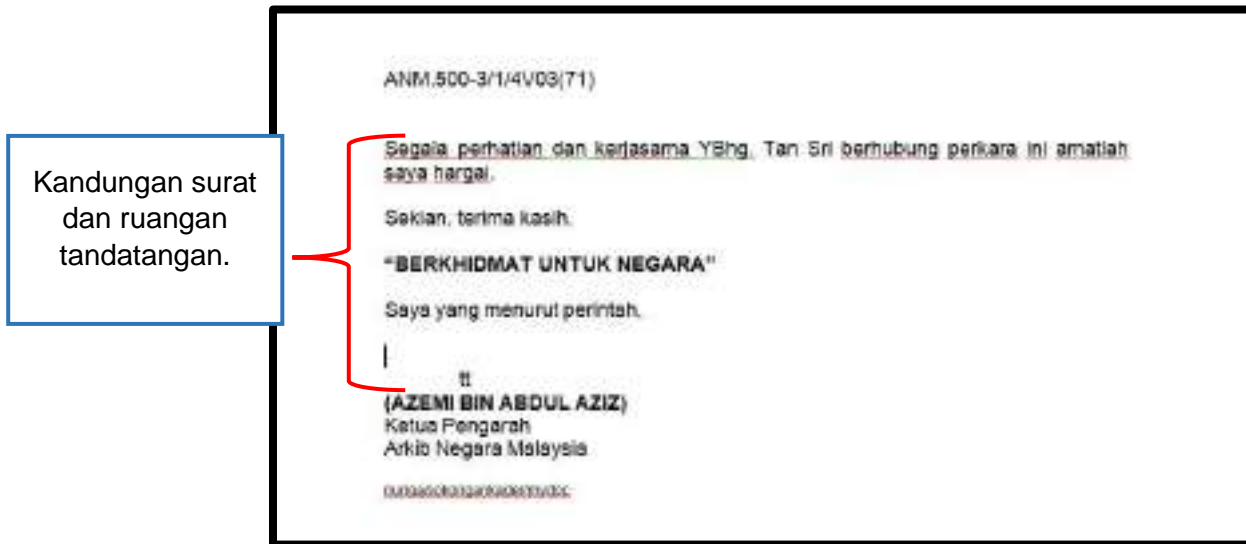 ANM.500-3/1/4V03(71)
Kandungan surat
dan ruangan
tandatangan.
Segala perhatian dan kerjasama YBhg. Tan Sri berhubung perkara ini amatlah
saya hargai.
Sekian, terima kasih.
“BERKHIDMAT UNTUK NEGARA”
Saya yang menurut perintah,
tt
(AZEMI BIN ABDUL AZIZ)
Ketua Pengarah
Arkib Negara Malaysia